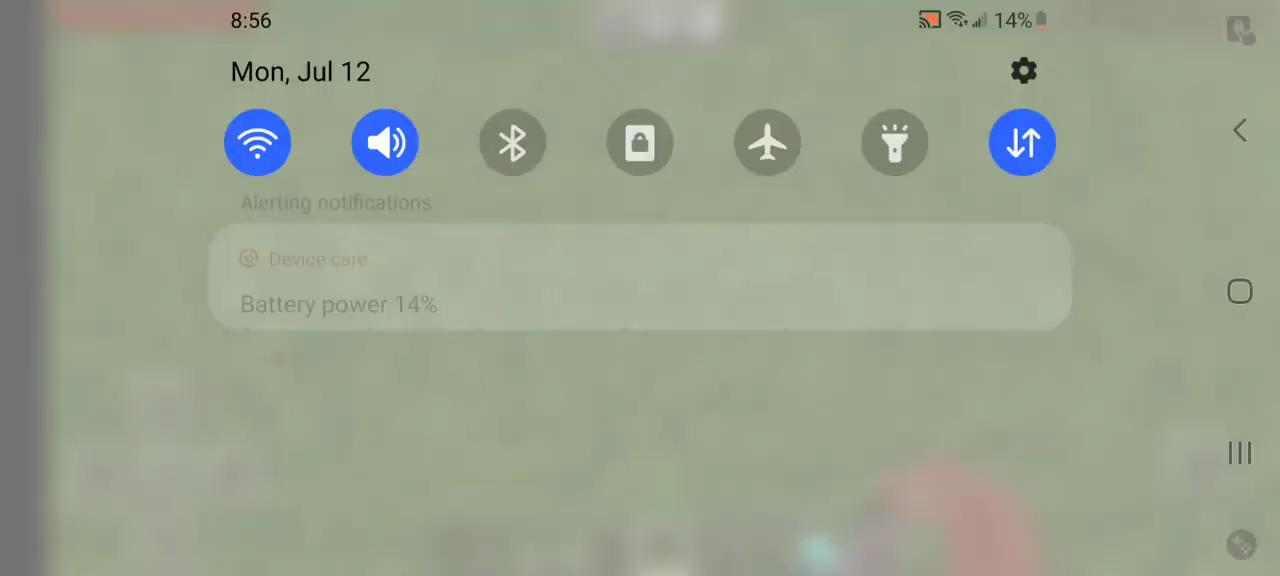 8:56
14%
Mon, Jul 12
Alerting notifications
Device care
Battery power 14%